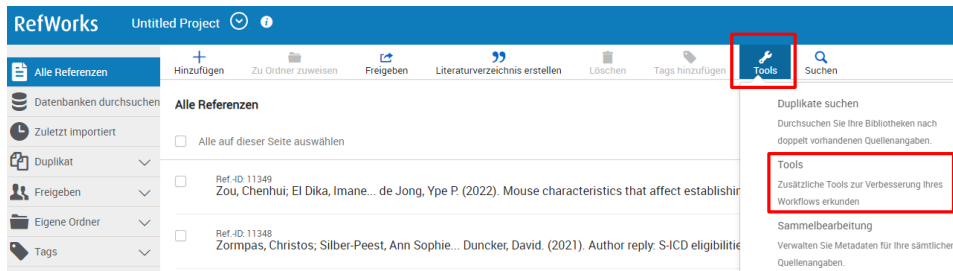 RefWorks Untitled Project
Hinzufügen Zu Ordner zuweisen Freigeben Literaturverzeichnis erstellen Löschen Tags hinzufügen Tools Suchen
Alle Referenzen
Datenbanken durchsuchen
Zuletzt importiert
Duplikat
Freigeben
Eigene Ordner
Tags
Alle Referenzen
Alle auf dieser Seite auswählen
Ref.-ID: 11349
Zou, Chenhui; El Dika, Imane... de Jong, Ype P. (2022). Mouse characteristics that affect establishin
Ref.-ID: 11348
Zormpas, Christos; Silber-Peest, Ann Sophie... Duncker, David. (2021). Author reply: S-ICD eligibilitie
Duplikate suchen
Durchsuchen Sie Ihre Bibliotheken nach
doppelt vorhandenen Quellenangaben.
Tools
Zusätzliche Tools zur Verbesserung Ihres
Workflows erkunden
Sammelbearbeitung
Verwalten Sie Metadaten für Ihre sämtlicher
Quellenangaben.